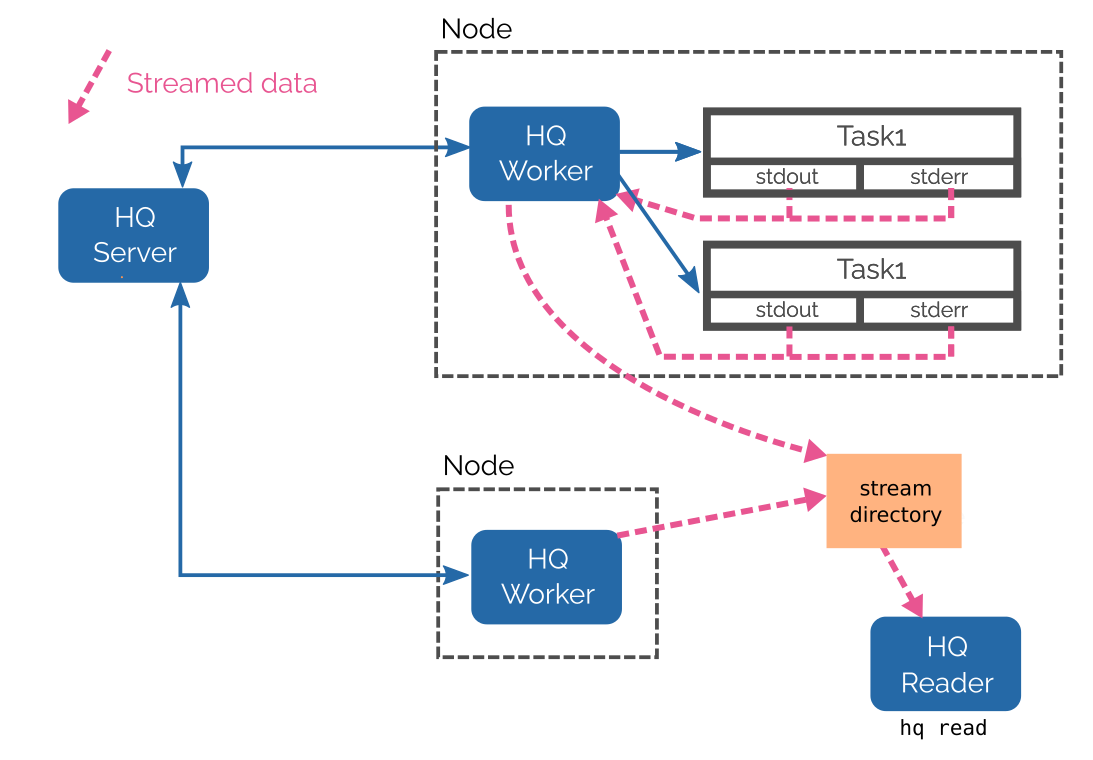 Node
Streamed data
HQ
Worker
Task1
stdout
stderr
HQ
Server
Task1
stdout
stderr
Node
stream
directory
HQ
Worker
HQ
Reader
hq read